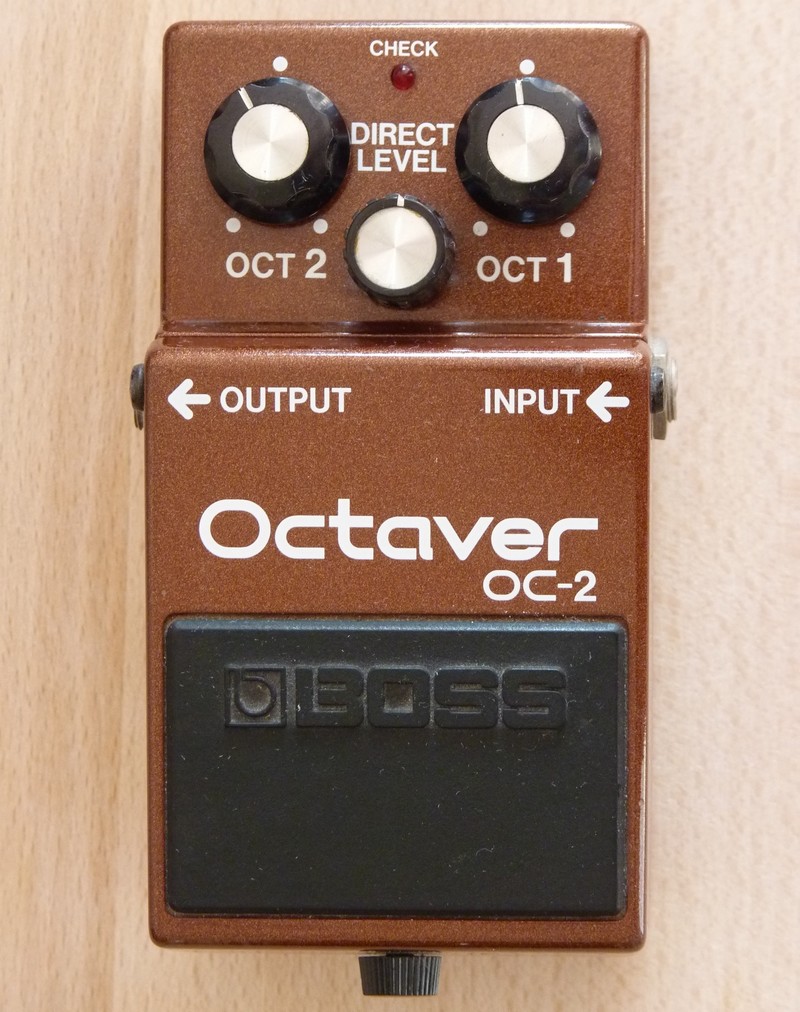 CHECK
DIRECT
LEVEL
OCT 2
OCT 1
← OUTPUT
INPUT ←
Octaver
OC-2
BOSS